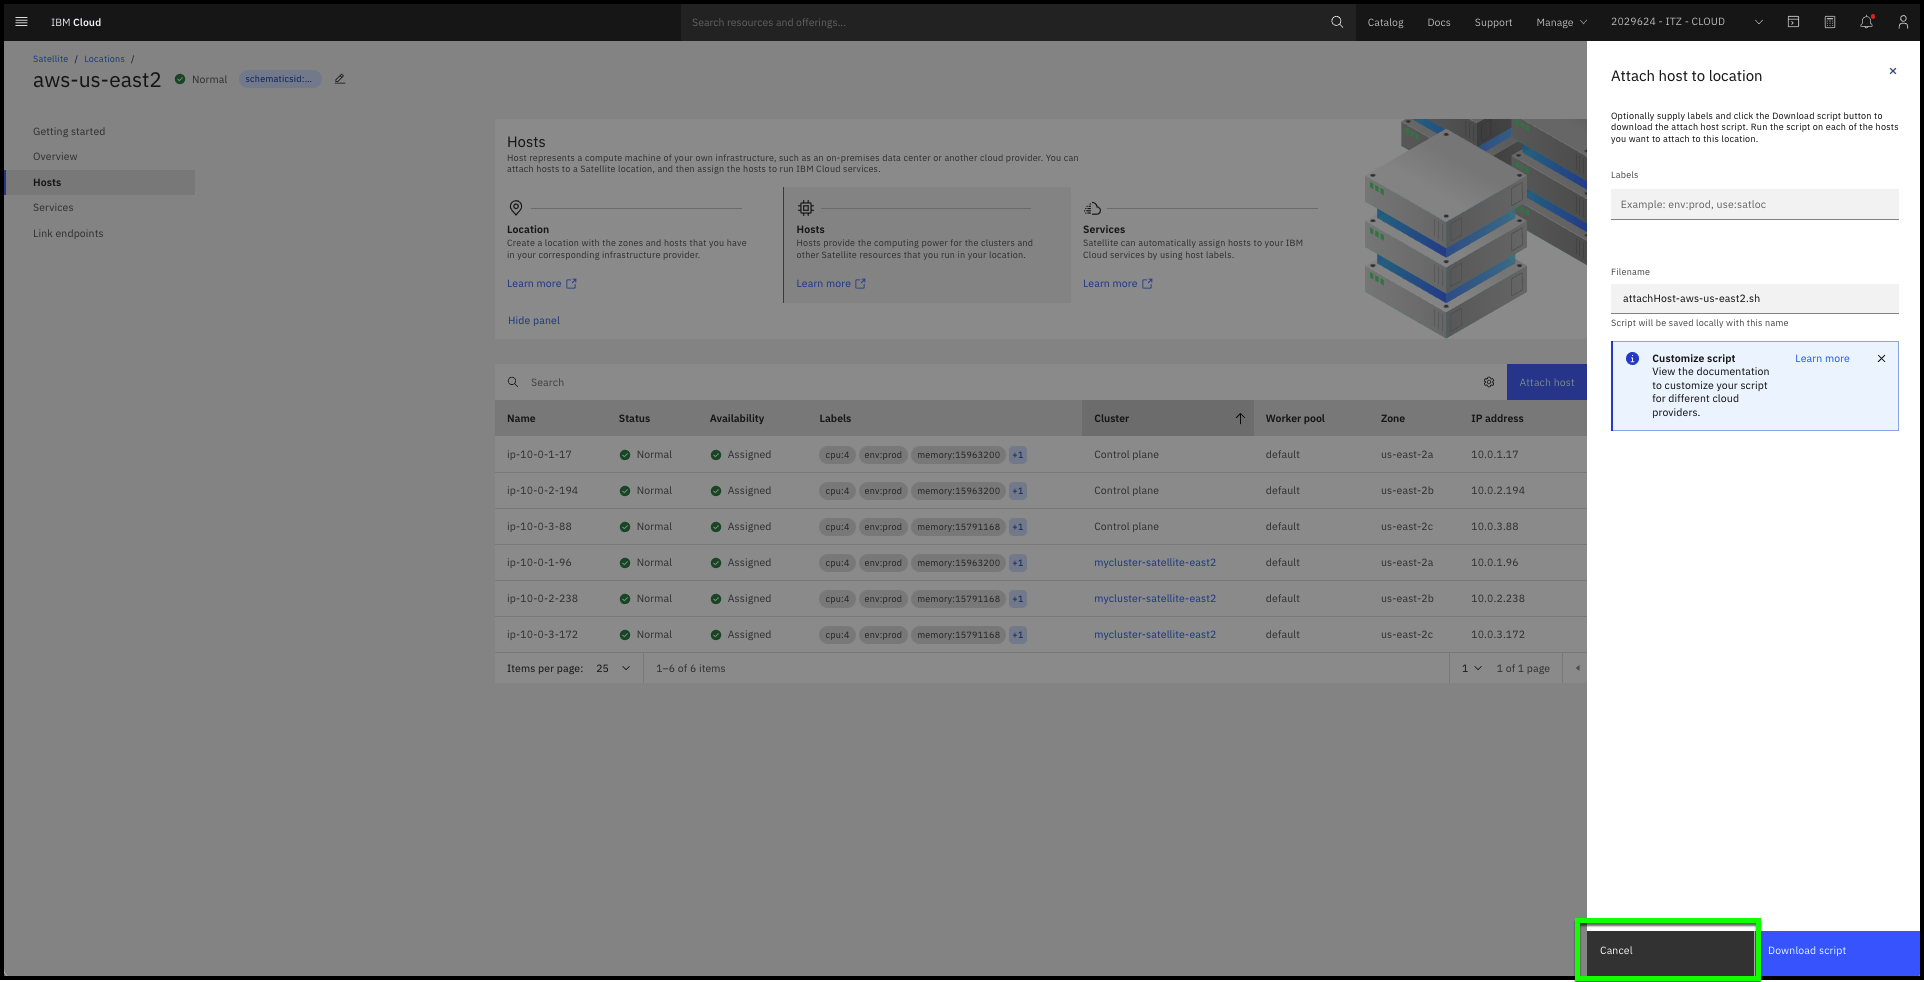 IBM Cloud
Search resources and offerings...
Catalog
Docs
Support
Manage
2029624 - ITZ - CLOUD
Satellite / Locations /
aws-us-east2
Normal
schematicsid:...
Getting started
Overview
Hosts
Services
Link endpoints
Hosts
Host represents a compute machine of your own infrastructure, such as an on-premises data center or another cloud provider. You can
attach hosts to a Satellite location, and then assign the hosts to run IBM Cloud services.
Location
Create a location with the zones and hosts that you have
in your corresponding infrastructure provider.
Learn more
Hosts
Hosts provide the computing power for the clusters and
other Satellite resources that you run in your location.
Learn more
Services
Satellite can automatically assign hosts to your IBM
Cloud services by using host labels.
Learn more
Hide panel
Search
Attach host
Name Status Availability Labels Cluster Worker pool Zone IP address
ip-10-0-1-17 Normal Assigned cpu:4 env:prod memory:15963200 +1 Control plane default us-east-2a 10.0.1.17
ip-10-0-2-194 Normal Assigned cpu:4 env:prod memory:15963200 +1 Control plane default us-east-2b 10.0.2.194
ip-10-0-3-88 Normal Assigned cpu:4 env:prod memory:15791168 +1 Control plane default us-east-2c 10.0.3.88
ip-10-0-1-96 Normal Assigned cpu:4 env:prod memory:15963200 +1 mycluster-satellite-east2 default us-east-2a 10.0.1.96
ip-10-0-2-238 Normal Assigned cpu:4 env:prod memory:15791168 +1 mycluster-satellite-east2 default us-east-2b 10.0.2.238
ip-10-0-3-172 Normal Assigned cpu:4 env:prod memory:15791168 +1 mycluster-satellite-east2 default us-east-2c 10.0.3.172
Items per page: 25 1–6 of 6 items 1 1 of 1 page
Attach host to location
Optionally supply labels and click the Download script button to
download the attach host script. Run the script on each of the hosts
you want to attach to this location.
Labels
Example: env:prod, use:satloc
Filename
attachHost-aws-us-east2.sh
Script will be saved locally with this name
Customize script Learn more
View the documentation
to customize your script
for different cloud
providers.
Cancel
Download script